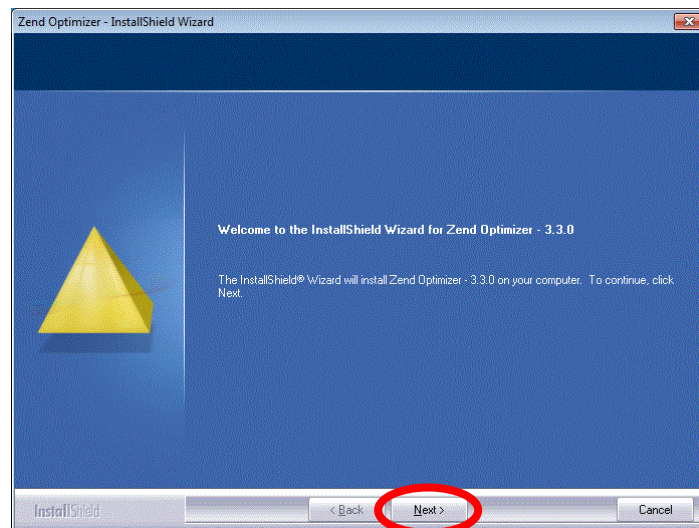 Zend Optimizer - InstallShield Wizard
Welcome to the InstallShield Wizard for Zend Optimizer - 3.3.0
The InstallShield® Wizard will install Zend Optimizer - 3.3.0 on your computer. To continue, click
Next.
InstallShield
< Back
Next >
Cancel